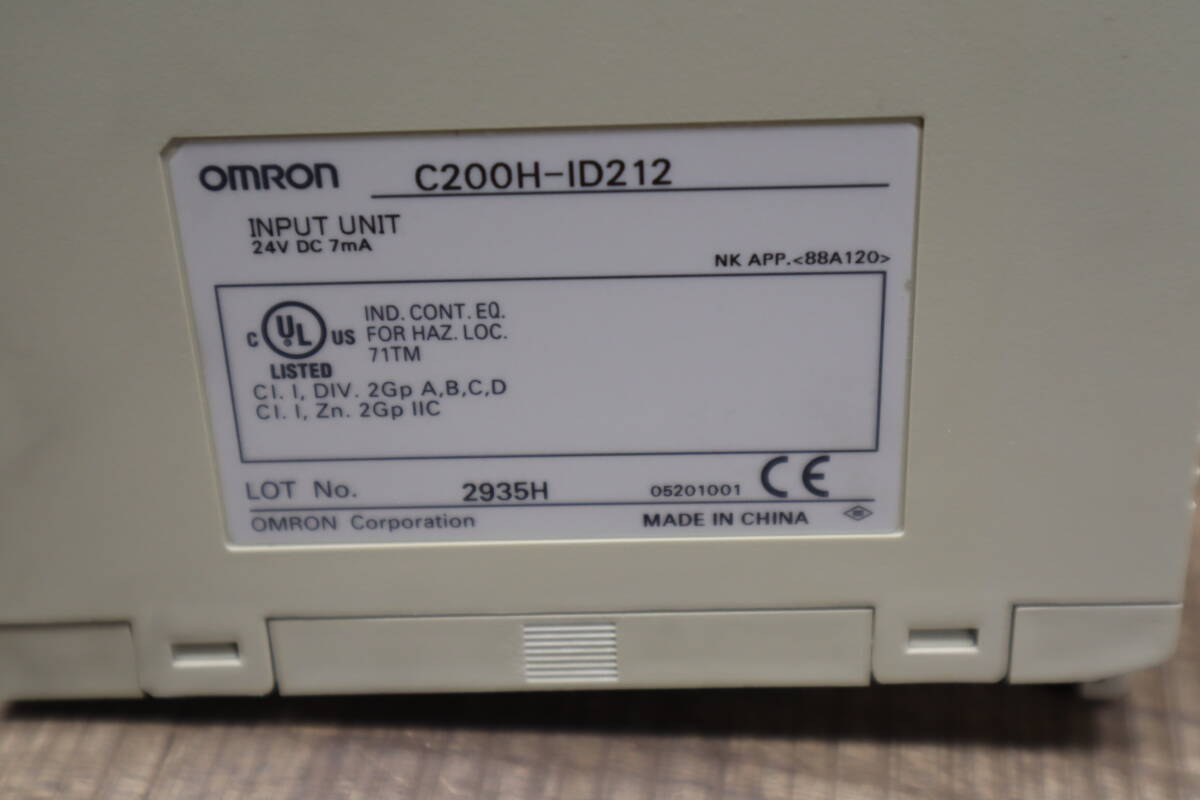 OMRON C200H-ID212
INPUT UNIT
24V DC 7mA
NK APP.<88A120>
C UL US
LISTED
IND. CONT. EQ.
FOR HAZ. LOC.
71TM
Cl. I, DIV. 2Gp A,B,C,D
Cl. I, Zn. 2Gp IIC
LOT No. 2935H 05201001 CE
OMRON Corporation MADE IN CHINA